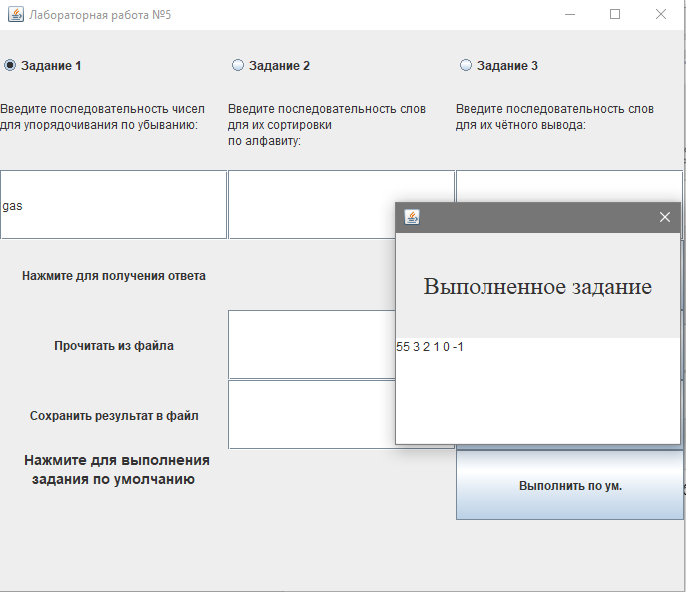 Лабораторная работа №5
Задание 1
Задание 2
Задание 3
Введите последовательность чисел
для упорядочивания по убыванию:
Введите последовательность слов
для их сортировки
по алфавиту:
Введите последовательность слов
для их чётного вывода:
gas
Нажмите для получения ответа
Выполненное задание
55 3 2 1 0 -1
Прочитать из файла
Сохранить результат в файл
Нажмите для выполнения
задания по умолчанию
Выполнить по ум.